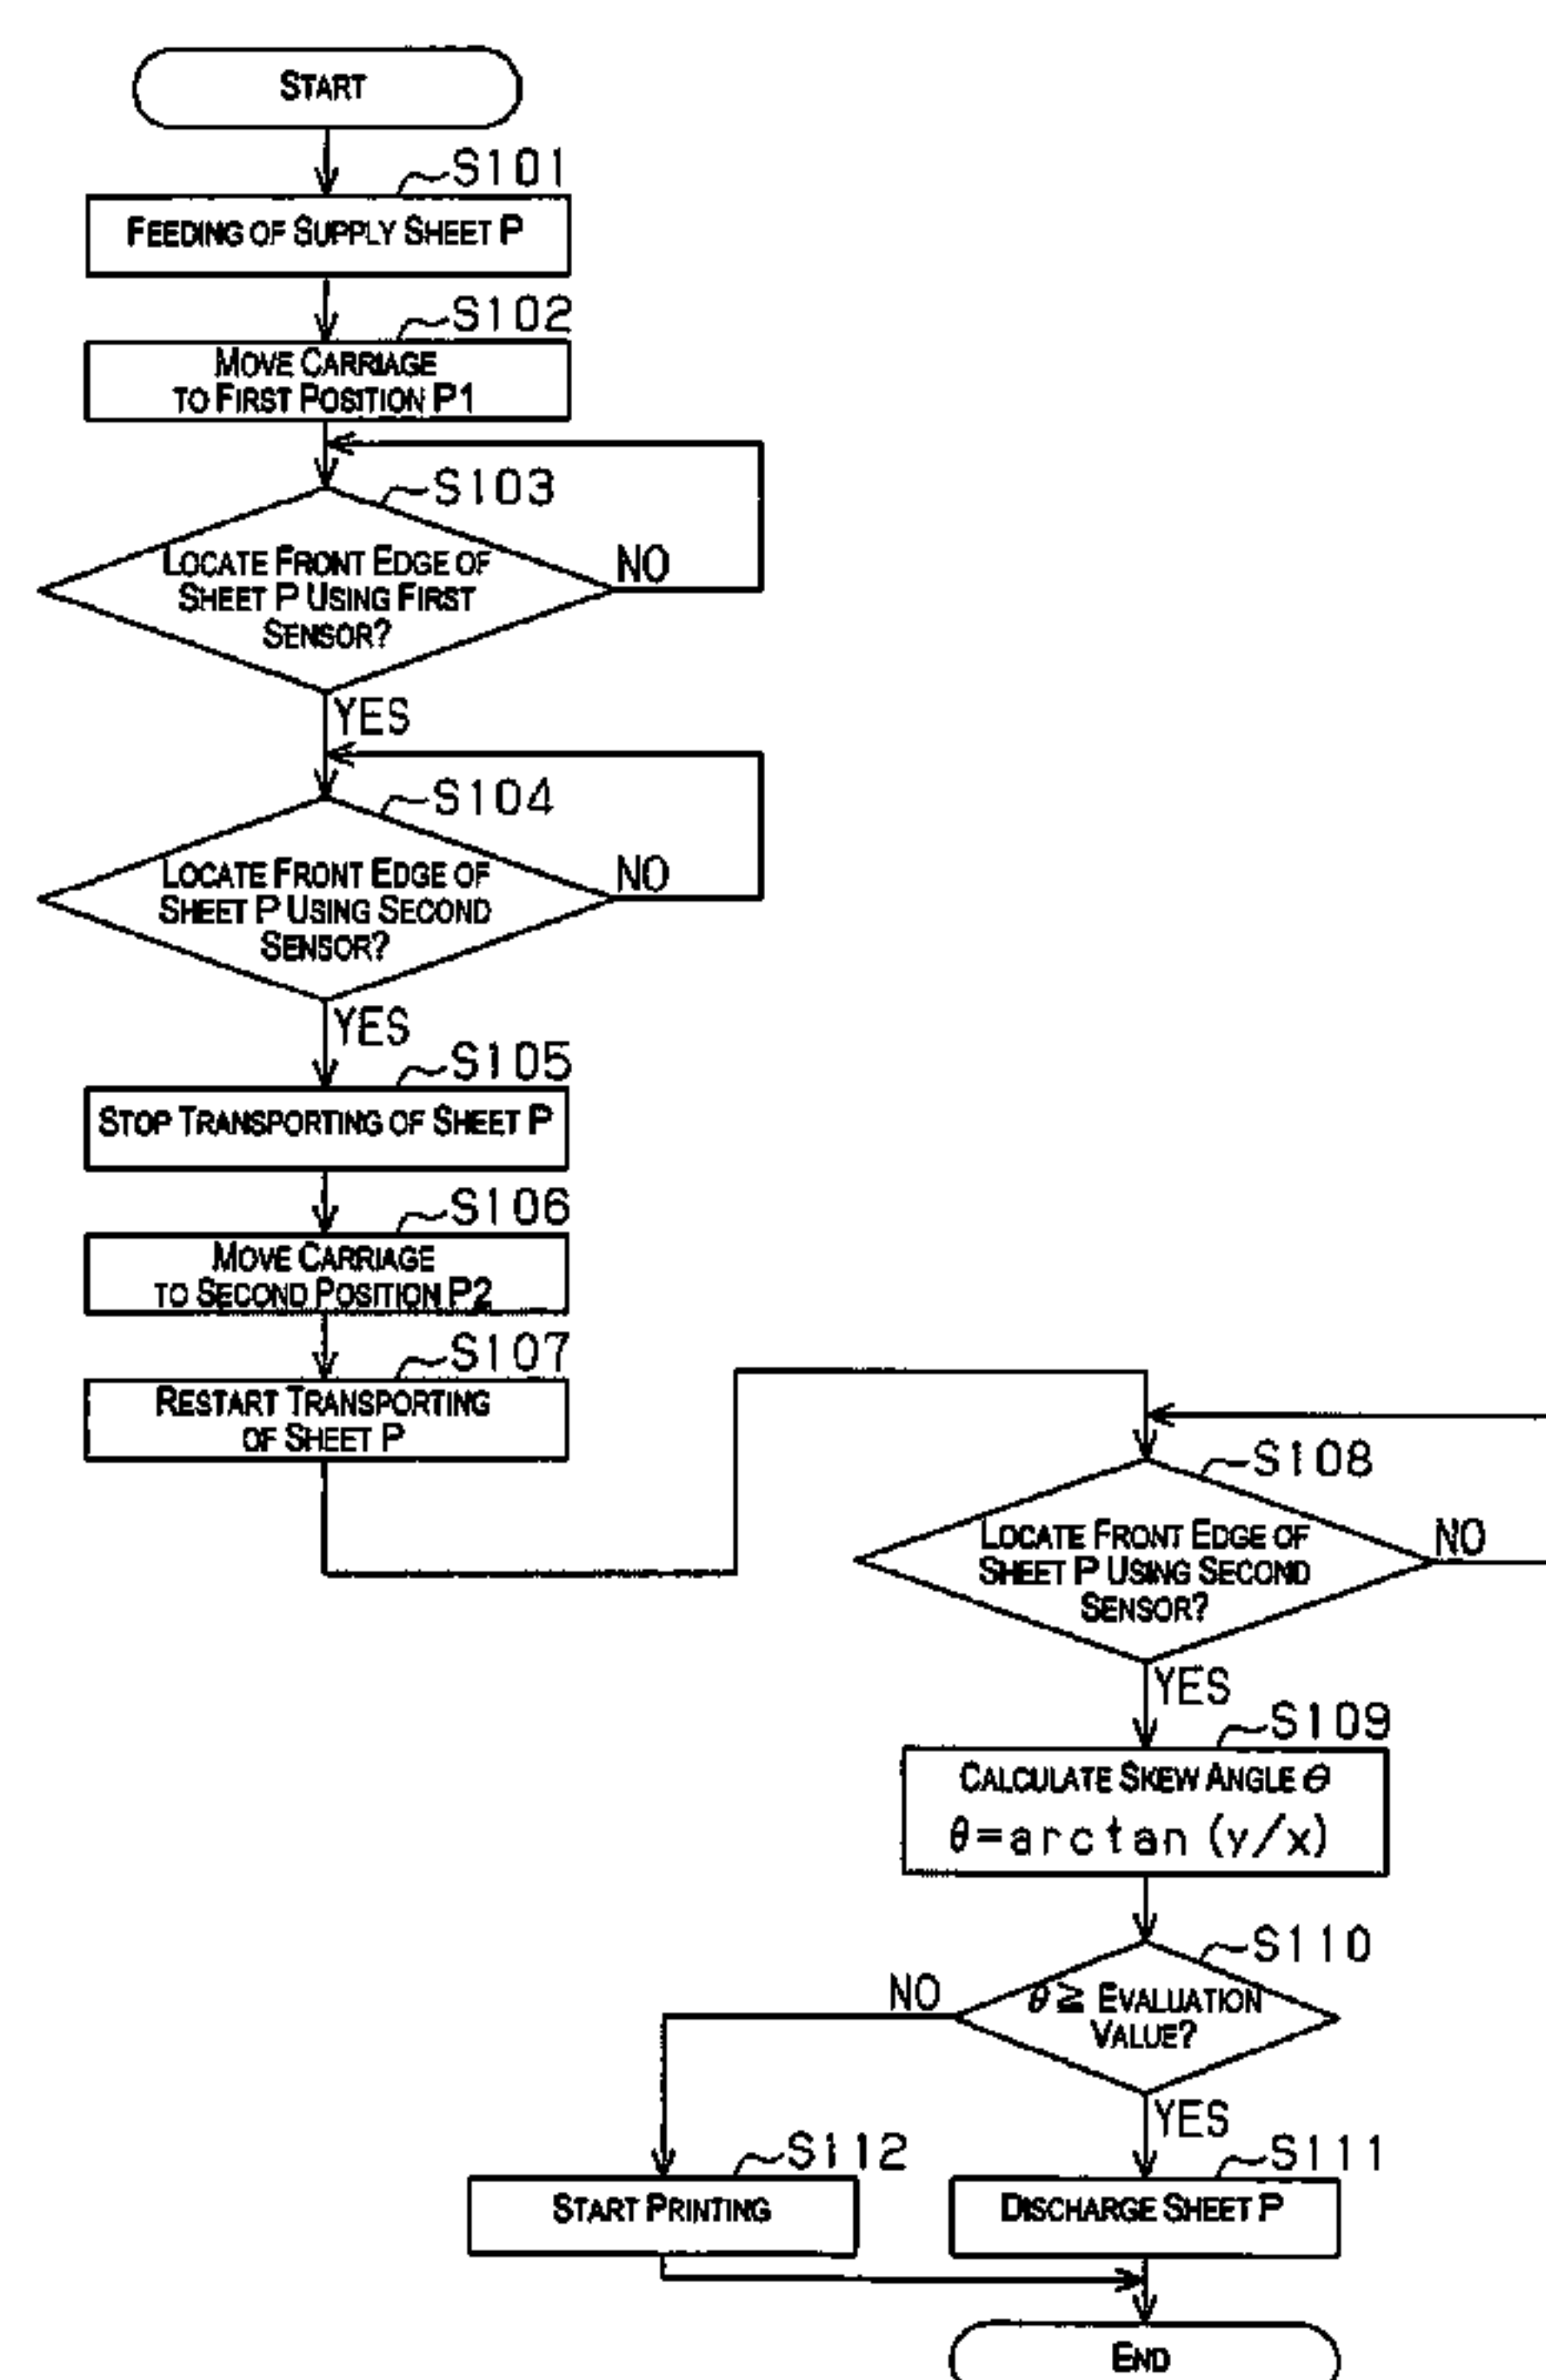 START
S101
FEEDING OF SUPPLY SHEET P
S102
MOVE CARRIAGE
TO FIRST POSITION P1
S103
LOCATE FRONT EDGE OF
SHEET P USING FIRST
SENSOR?
NO
YES
S104
LOCATE FRONT EDGE OF
SHEET P USING SECOND
SENSOR?
NO
YES
S105
STOP TRANSPORTING OF SHEET P
S106
MOVE CARRIAGE
TO SECOND POSITION P2
S107
RESTART TRANSPORTING
OF SHEET P
S108
LOCATE FRONT EDGE OF
SHEET P USING SECOND
SENSOR?
NO
YES
S109
CALCULATE SKEW ANGLE θ
θ=arctan (y/x)
S110
θ ≧ EVALUATION
VALUE?
NO
YES
S112
START PRINTING
S111
DISCHARGE SHEET P
END